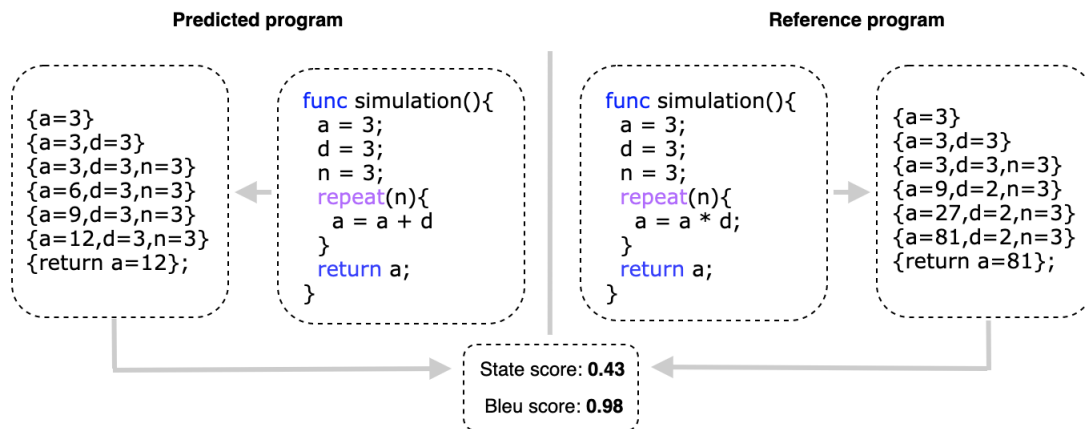 Predicted program
Reference program
{a=3}
{a=3,d=3}
{a=3,d=3,n=3}
{a=6,d=3,n=3}
{a=9,d=3,n=3}
{a=12,d=3,n=3}
{return a=12};
func simulation(){
a = 3;
d = 3;
n = 3;
repeat(n){
a = a + d
}
return a;
}
func simulation(){
a = 3;
d = 3;
n = 3;
repeat(n){
a = a * d;
}
return a;
}
{a=3}
{a=3,d=3}
{a=3,d=3,n=3}
{a=9,d=2,n=3}
{a=27,d=2,n=3}
{a=81,d=2,n=3}
{return a=81};
State score: 0.43
Bleu score: 0.98